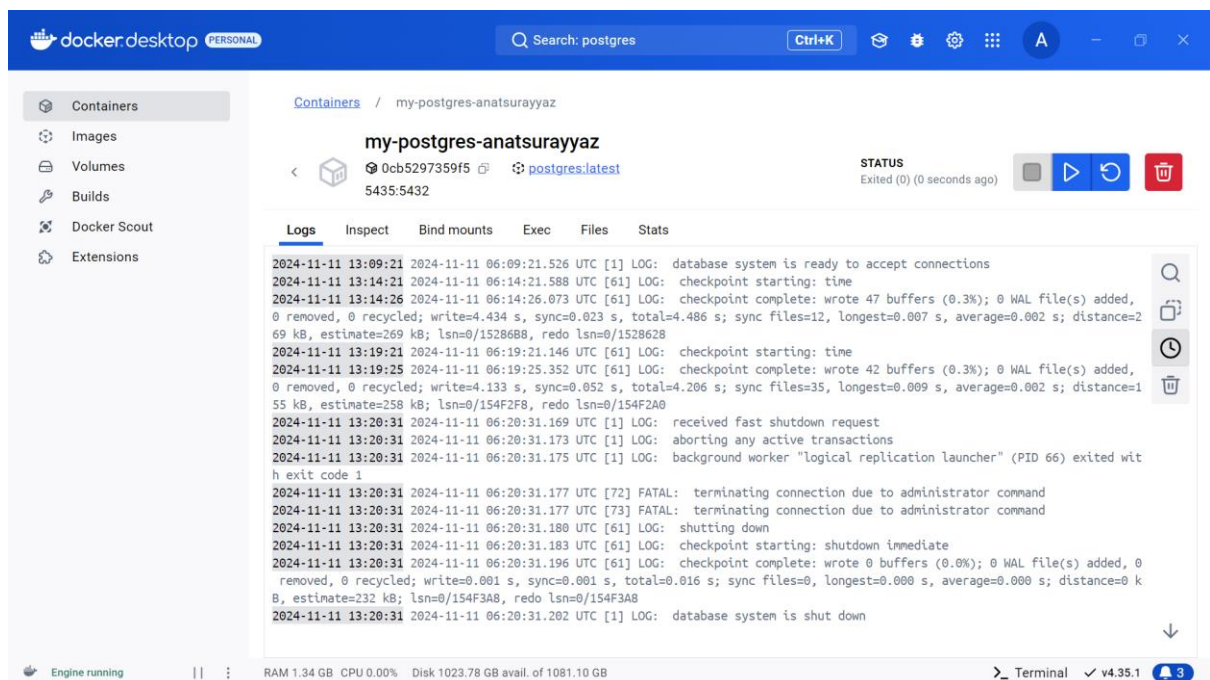 docker.desktop PERSONAL
Search: postgres
Ctrl+K
A
Containers
Images
Volumes
Builds
Docker Scout
Extensions
Containers / my-postgres-anatsurayyaz
my-postgres-anatsurayyaz
0cb5297359f5 postgres:latest
5435:5432
STATUS
Exited (0) (0 seconds ago)
Logs Inspect Bind mounts Exec Files Stats
2024-11-11 13:09:21 2024-11-11 06:09:21.526 UTC [1] LOG:  database system is ready to accept connections
2024-11-11 13:14:21 2024-11-11 06:14:21.588 UTC [61] LOG:  checkpoint starting: time
2024-11-11 13:14:26 2024-11-11 06:14:26.073 UTC [61] LOG:  checkpoint complete: wrote 47 buffers (0.3%); 0 WAL file(s) added,
0 removed, 0 recycled; write=4.434 s, sync=0.023 s, total=4.486 s; sync files=12, longest=0.007 s, average=0.002 s; distance=2
69 kB, estimate=269 kB; lsn=0/15286B8, redo lsn=0/1528628
2024-11-11 13:19:21 2024-11-11 06:19:21.146 UTC [61] LOG:  checkpoint starting: time
2024-11-11 13:19:25 2024-11-11 06:19:25.352 UTC [61] LOG:  checkpoint complete: wrote 42 buffers (0.3%); 0 WAL file(s) added,
0 removed, 0 recycled; write=4.133 s, sync=0.052 s, total=4.206 s; sync files=35, longest=0.009 s, average=0.002 s; distance=1
55 kB, estimate=258 kB; lsn=0/154F2F8, redo lsn=0/154F2A0
2024-11-11 13:20:31 2024-11-11 06:20:31.169 UTC [1] LOG:  received fast shutdown request
2024-11-11 13:20:31 2024-11-11 06:20:31.173 UTC [1] LOG:  aborting any active transactions
2024-11-11 13:20:31 2024-11-11 06:20:31.175 UTC [1] LOG:  background worker "logical replication launcher" (PID 66) exited wit
h exit code 1
2024-11-11 13:20:31 2024-11-11 06:20:31.177 UTC [72] FATAL:  terminating connection due to administrator command
2024-11-11 13:20:31 2024-11-11 06:20:31.177 UTC [73] FATAL:  terminating connection due to administrator command
2024-11-11 13:20:31 2024-11-11 06:20:31.180 UTC [61] LOG:  shutting down
2024-11-11 13:20:31 2024-11-11 06:20:31.183 UTC [61] LOG:  checkpoint starting: shutdown immediate
2024-11-11 13:20:31 2024-11-11 06:20:31.196 UTC [61] LOG:  checkpoint complete: wrote 0 buffers (0.0%); 0 WAL file(s) added, 0
removed, 0 recycled; write=0.001 s, sync=0.001 s, total=0.016 s; sync files=0, longest=0.000 s, average=0.000 s; distance=0 k
B, estimate=232 kB; lsn=0/154F3A8, redo lsn=0/154F3A8
2024-11-11 13:20:31 2024-11-11 06:20:31.202 UTC [1] LOG:  database system is shut down
Engine running
RAM 1.34 GB CPU 0.00% Disk 1023.78 GB avail. of 1081.10 GB
Terminal
v4.35.1
3